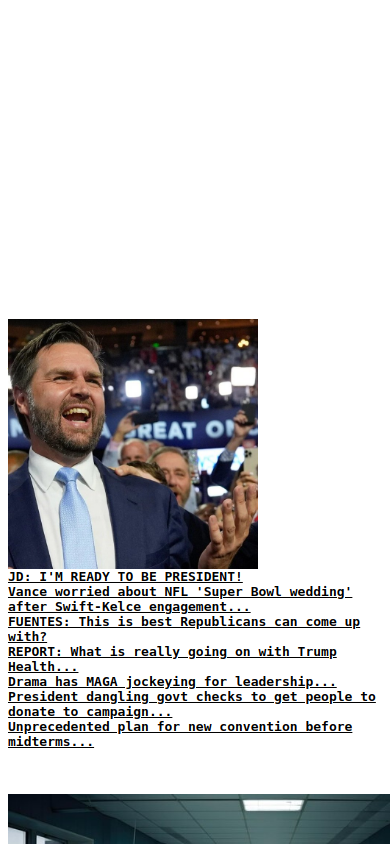 GREAT ON
JD: I'M READY TO BE PRESIDENT!
Vance worried about NFL 'Super Bowl wedding'
after Swift-Kelce engagement...
FUENTES: This is best Republicans can come up
with?
REPORT: What is really going on with Trump
Health...
Drama has MAGA jockeying for leadership...
President dangling govt checks to get people to
donate to campaign...
Unprecedented plan for new convention before
midterms...